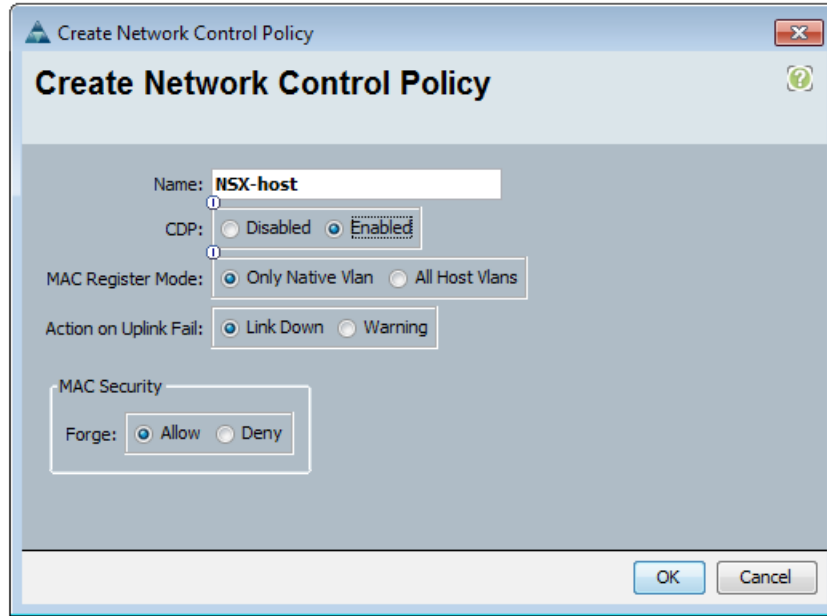 Create Network Control Policy
Create Network Control Policy
Name: NSX-host
CDP: Disabled Enabled
MAC Register Mode: Only Native Vlan All Host Vlans
Action on Uplink Fail: Link Down Warning
MAC Security
Forge: Allow Deny
OK Cancel